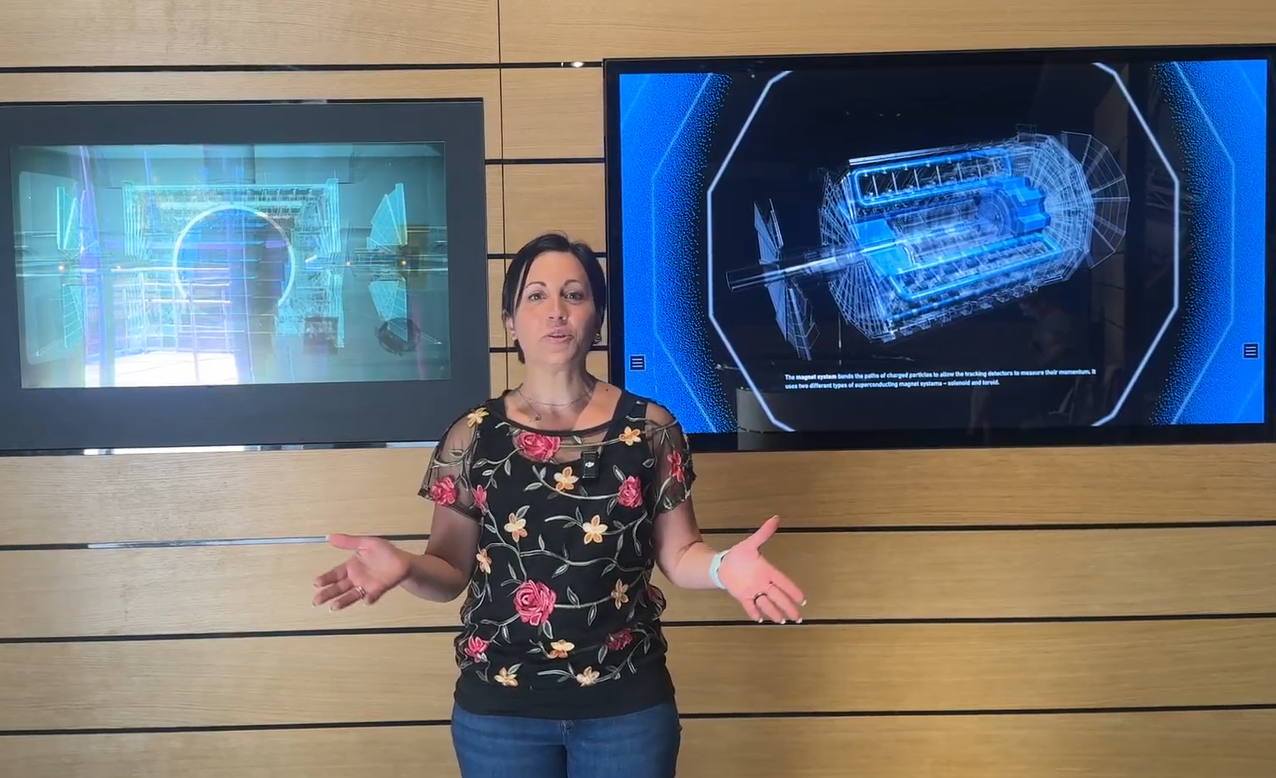 The magnet system bends the paths of charged particles to allow the tracking detectors to measure their momentum. It
uses two different types of superconducting magnet systems – solenoid and toroid.